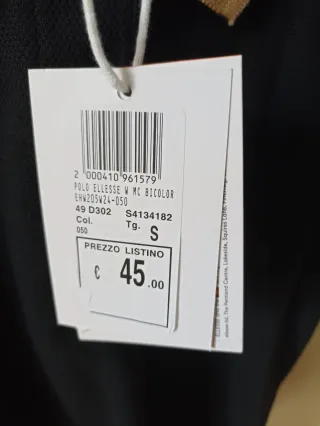 2 000410 961579
POLO ELLESSE W MC BICOLOR
EHW205W24-050
49 D302 S4134182
Col. Tg. S
050
PREZZO LISTINO
€ 45.00